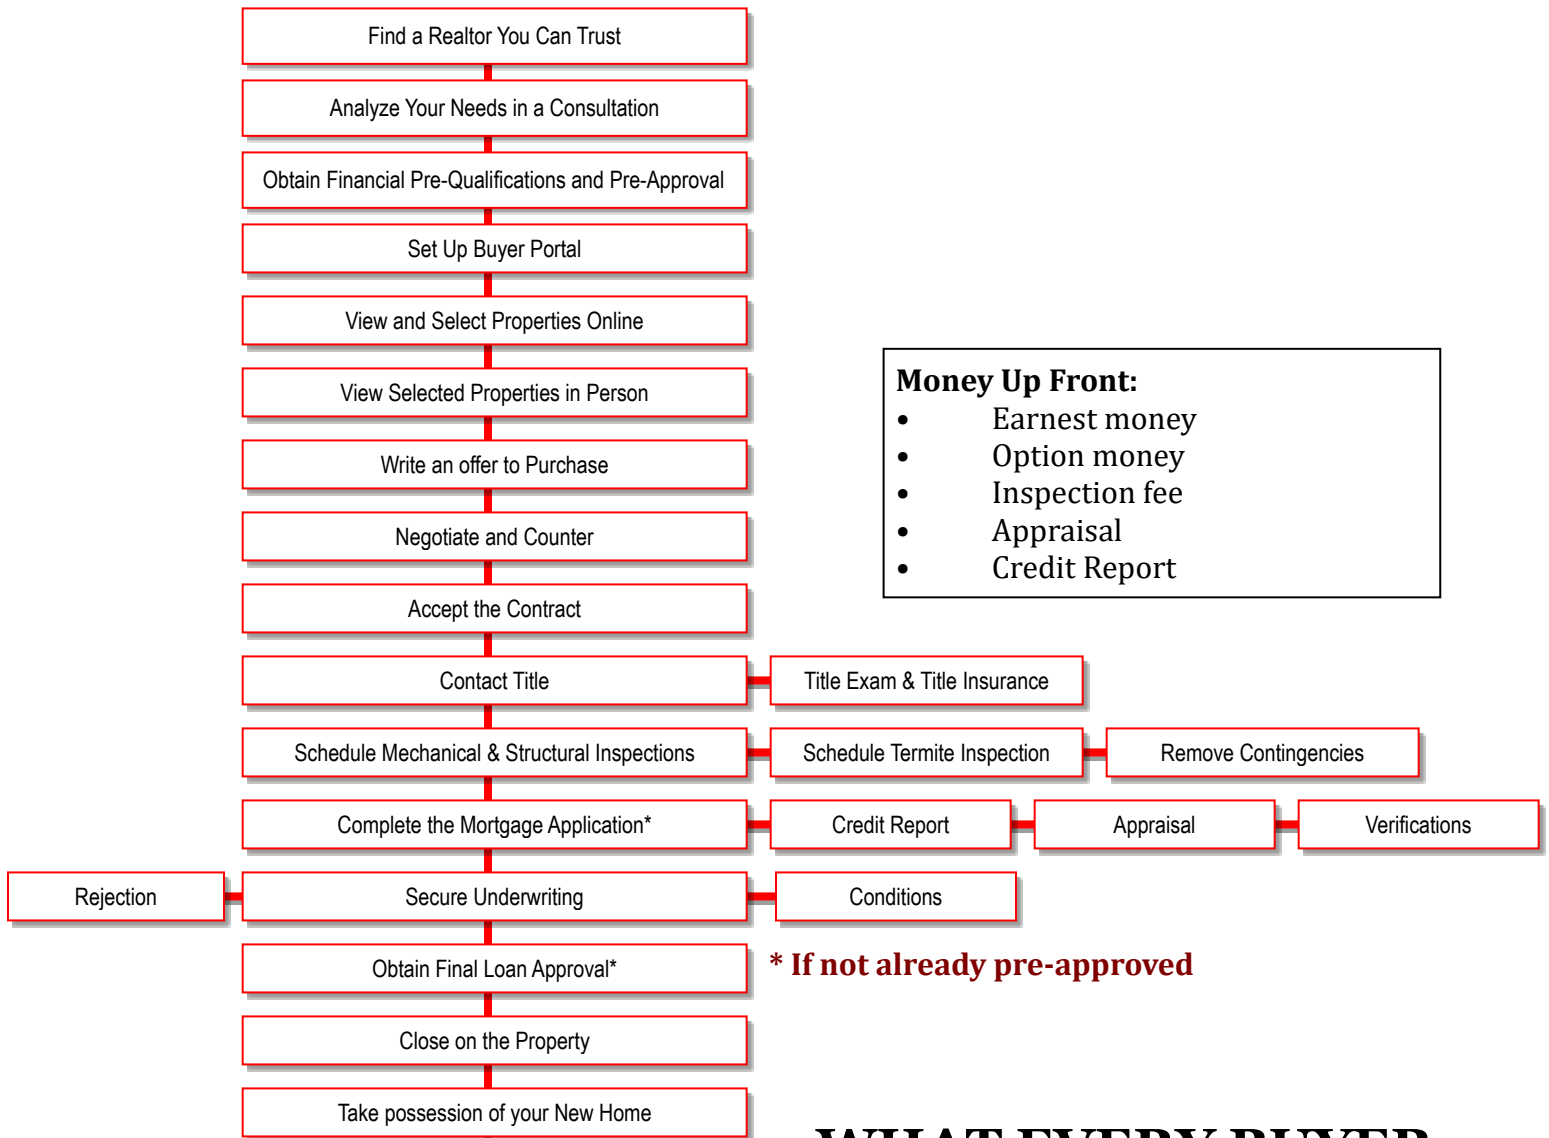 Find a Realtor You Can Trust
Analyze Your Needs in a Consultation
Obtain Financial Pre-Qualifications and Pre-Approval
Set Up Buyer Portal
View and Select Properties Online
View Selected Properties in Person
Write an offer to Purchase
Negotiate and Counter
Accept the Contract
Money Up Front:
• Earnest money
• Option money
• Inspection fee
• Appraisal
• Credit Report
Contact Title
Title Exam & Title Insurance
Schedule Mechanical & Structural Inspections
Schedule Termite Inspection
Remove Contingencies
Complete the Mortgage Application*
Credit Report
Appraisal
Verifications
Rejection
Secure Underwriting
Conditions
Obtain Final Loan Approval*
* If not already pre-approved
Close on the Property
Take possession of your New Home
WHAT EVERY BUYER